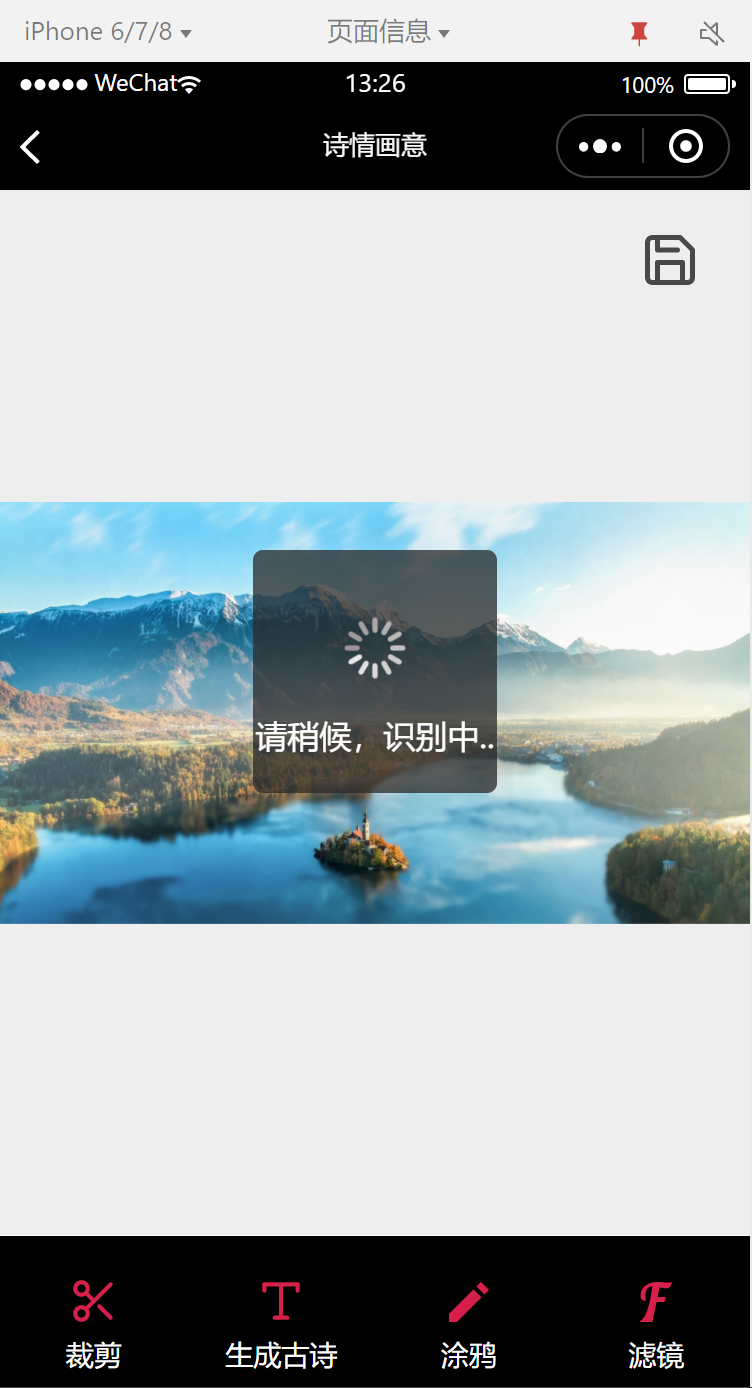 iPhone 6/7/8 页面信息
WeChat 13:26 100%
诗情画意
请稍候，识别中..
裁剪 生成古诗 涂鸦 滤镜